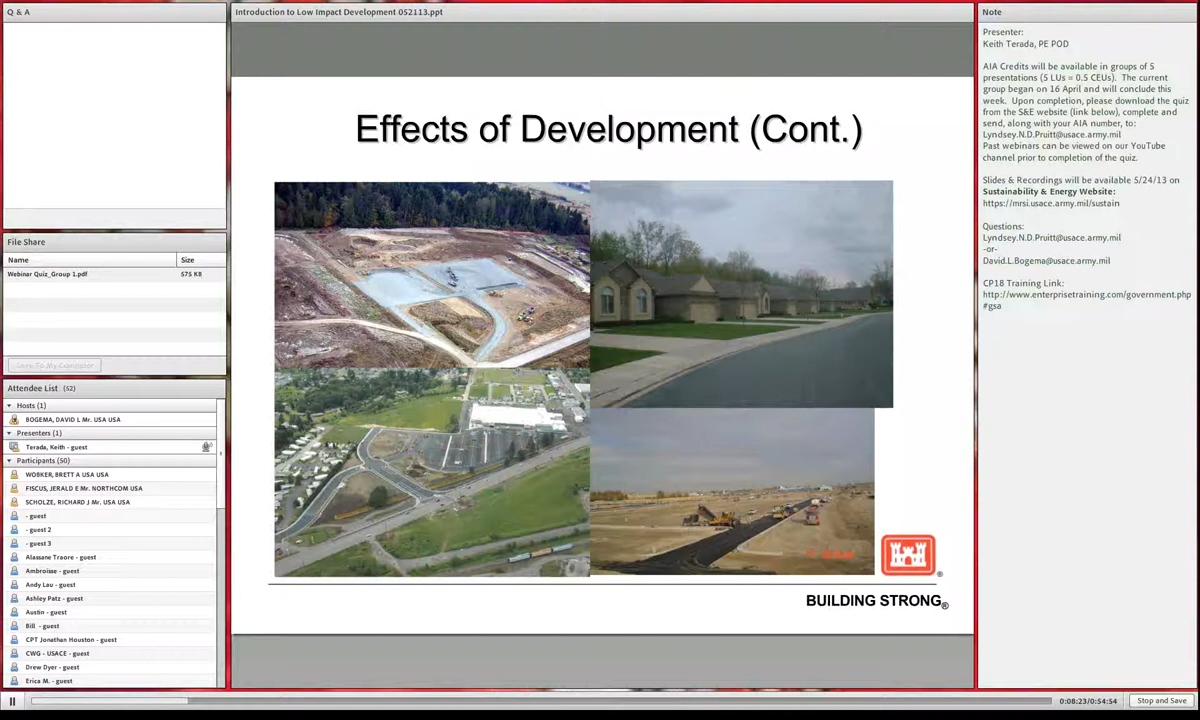 Q & A
Introduction to Low Impact Development 052113.ppt
Effects of Development (Cont.)
®
BUILDING STRONG®
File Share
Name Size
Webinar Quiz_Group 1.pdf 575 KB
Save To My Computer
Attendee List (52)
Hosts (1)
BOGEMA, DAVID L Mr. USA USA
Presenters (1)
Terada, Keith - guest
Participants (50)
WOBKER, BRETT A USA USA
FISCUS, JERALD E Mr. NORTHCOM USA
SCHOLZE, RICHARD J Mr. USA USA
- guest
- guest 2
- guest 3
Alassane Traore - guest
Ambroisse - guest
Andy Lau - guest
Ashley Patz - guest
Austin - guest
Bill - guest
CPT Jonathan Houston - guest
CWG - USACE - guest
Drew Dyer - guest
Erica M. - guest
Note
Presenter:
Keith Terada, PE POD
AIA Credits will be available in groups of 5
presentations (5 LUs = 0.5 CEUs). The current
group began on 16 April and will conclude this
week. Upon completion, please download the quiz
from the S&E website (link below), complete and
send, along with your AIA number, to:
Lyndsey.N.D.Pruitt@usace.army.mil
Past webinars can be viewed on our YouTube
channel prior to completion of the quiz.
Slides & Recordings will be available 5/24/13 on
Sustainability & Energy Website:
https://mrsi.usace.army.mil/sustain
Questions:
Lyndsey.N.D.Pruitt@usace.army.mil
-or-
David.L.Bogema@usace.army.mil
CP18 Training Link:
http://www.enterprisetraining.com/government.php
#gsa
0:08:23/0:54:54
Stop and Save